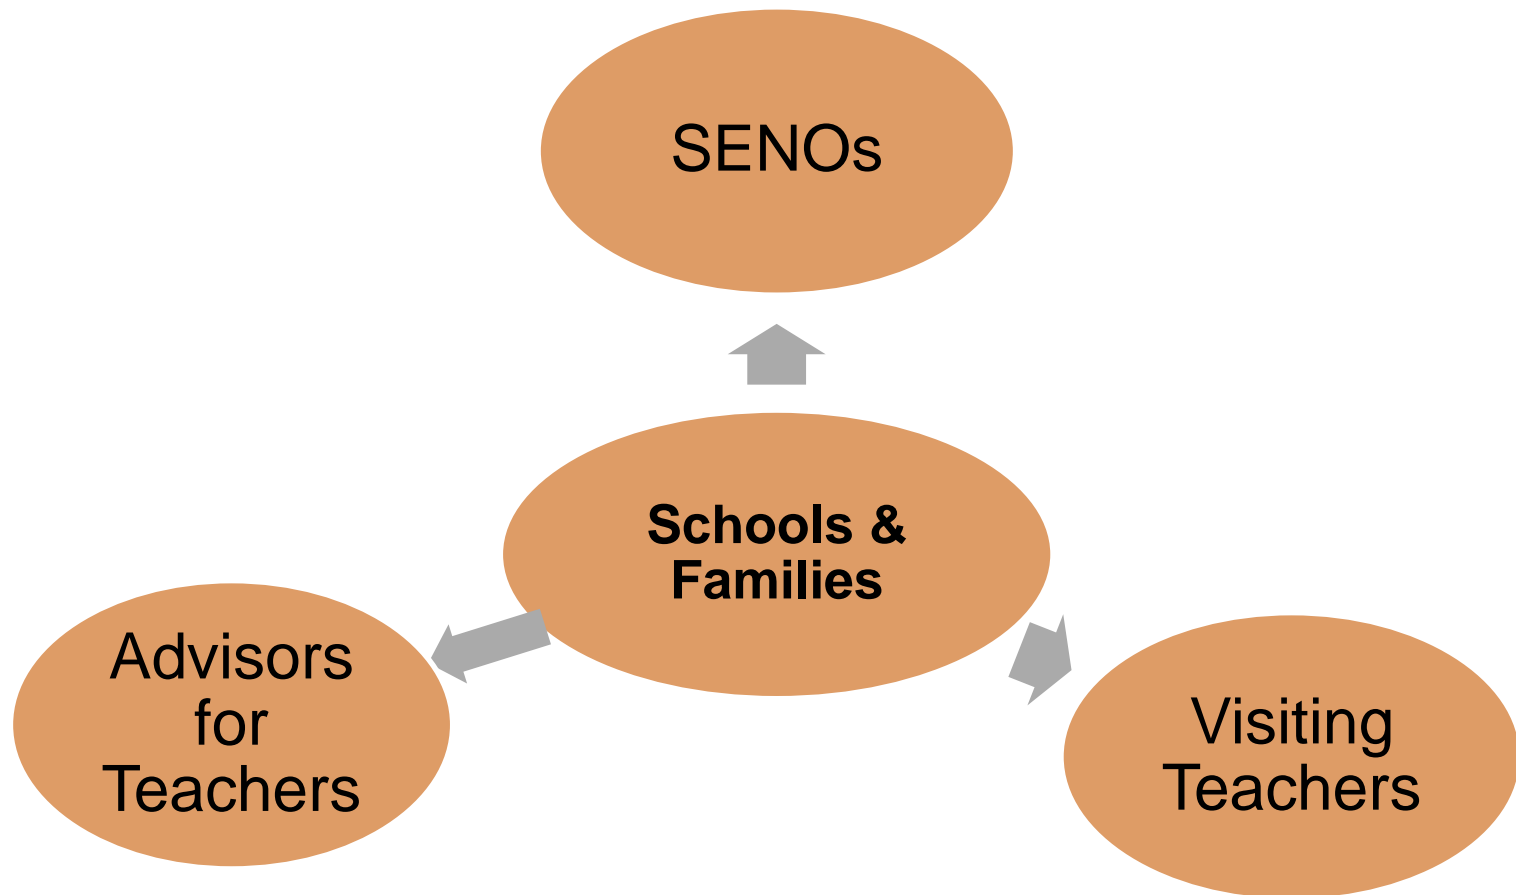 SENOs
Schools &
Families
Advisors
for
Teachers
Visiting
Teachers